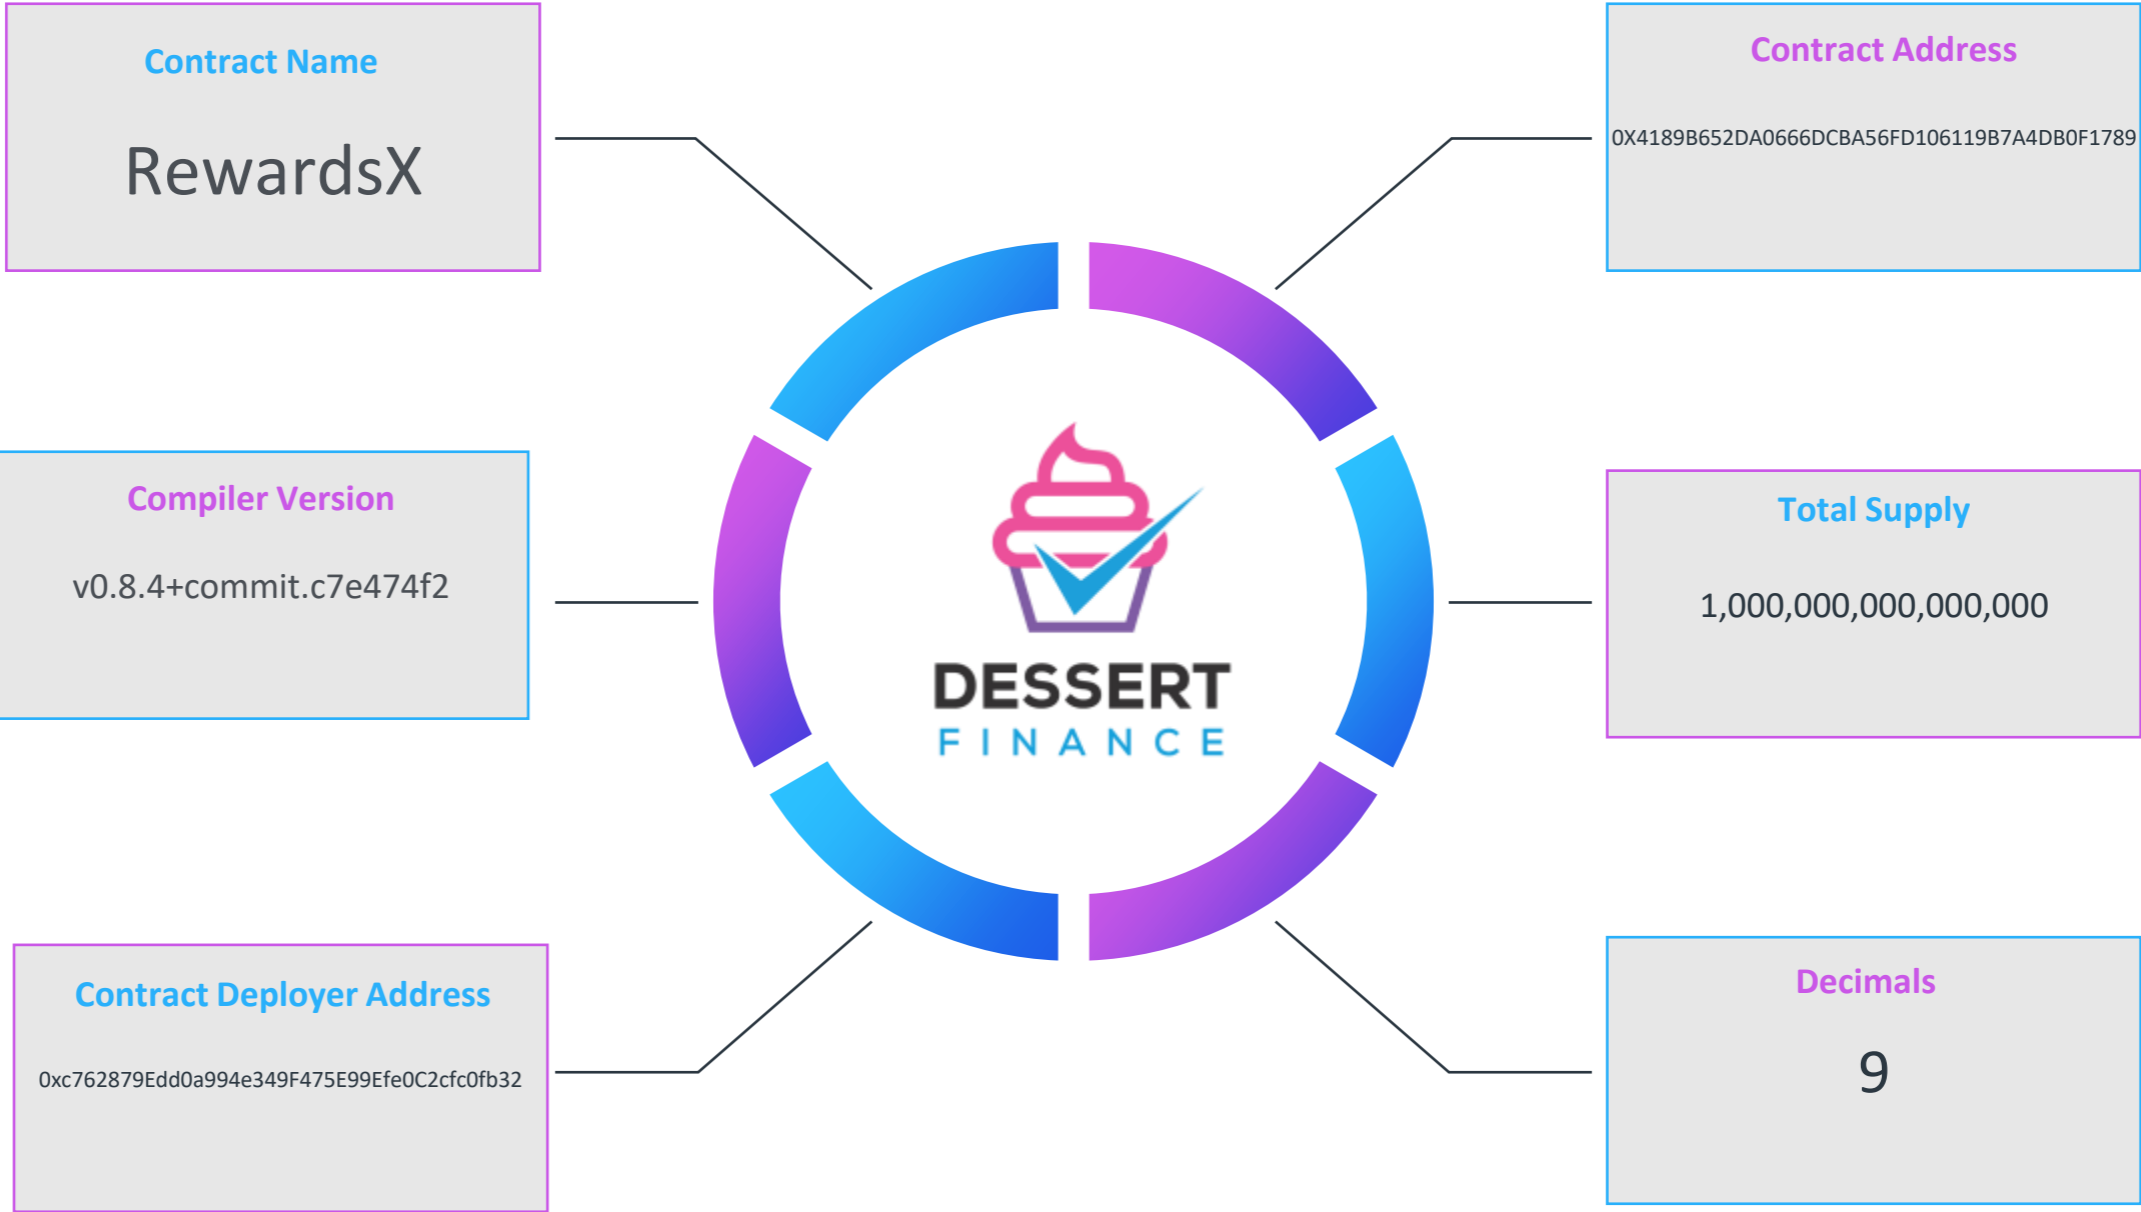 Contract Name
RewardsX
Contract Address
0X4189B652DA0666DCBA56FD106119B7A4DB0F1789
Compiler Version
v0.8.4+commit.c7e474f2
Total Supply
1,000,000,000,000,000
DESSERT
FINANCE
Contract Deployer Address
0xc762879Edd0a994e349F475E99Efe0C2cfc0fb32
Decimals
9